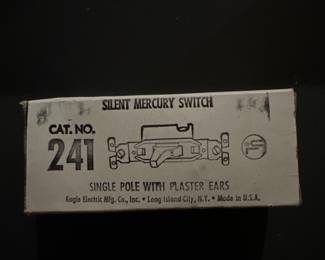 SILENT MERCURY SWITCH
CAT. NO.
241
SINGLE POLE WITH PLASTER EARS
Eagle Electric Mfg. Co., Inc. • Long Island City, N.Y. • Made in U.S.A.